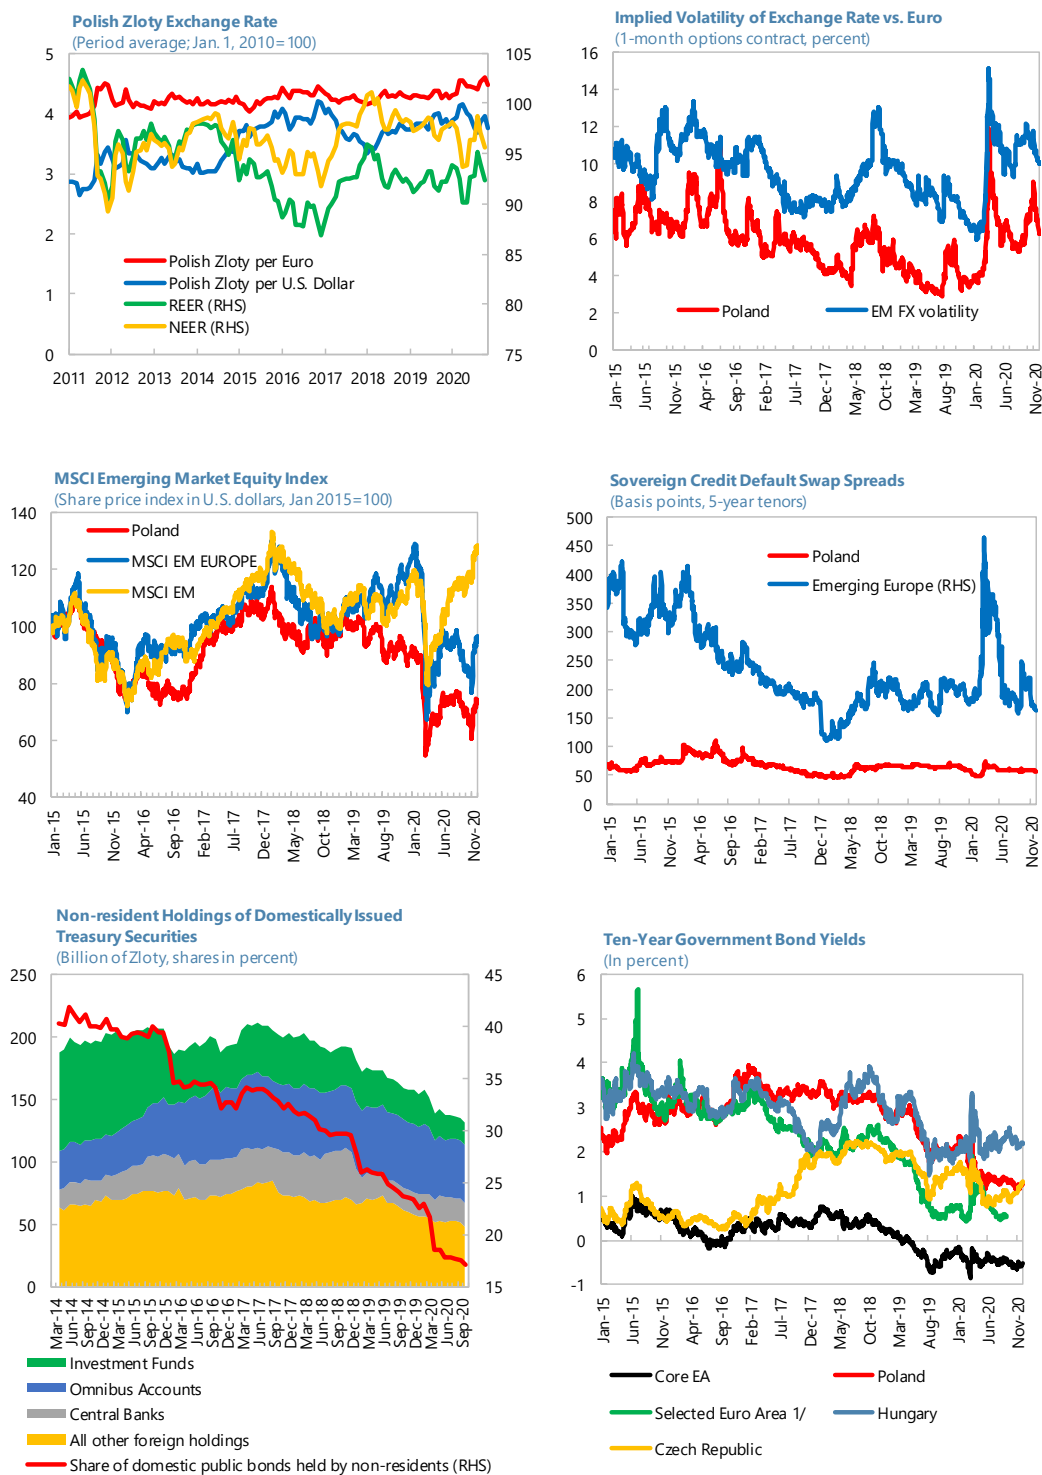 Polish Zloty Exchange Rate
(Period average; Jan. 1, 2010=100)
5
4
3
2
1
0
105
100
95
90
85
80
75
Polish Zloty per Euro
Polish Zloty per U.S. Dollar
REER (RHS)
NEER (RHS)
2011 2012 2013 2014 2015 2016 2017 2018 2019 2020
Implied Volatility of Exchange Rate vs. Euro
(1-month options contract, percent)
16
14
12
10
8
6
4
2
0
Poland
EM FX volatility
Jan-15 Jun-15 Nov-15 Apr-16 Sep-16 Feb-17 Jul-17 Dec-17 May-18 Oct-18 Mar-19 Aug-19 Jan-20 Jun-20 Nov-20
MSCI Emerging Market Equity Index
(Share price index in U.S. dollars, Jan 2015=100)
140
120
100
80
60
40
Poland
MSCI EM EUROPE
MSCI EM
Jan-15 Jun-15 Nov-15 Apr-16 Sep-16 Feb-17 Jul-17 Dec-17 May-18 Oct-18 Mar-19 Aug-19 Jan-20 Jun-20 Nov-20
Sovereign Credit Default Swap Spreads
(Basis points, 5-year tenors)
500
450
400
350
300
250
200
150
100
50
0
Poland
Emerging Europe (RHS)
Jan-15 Jun-15 Nov-15 Apr-16 Sep-16 Feb-17 Jul-17 Dec-17 May-18 Oct-18 Mar-19 Aug-19 Jan-20 Jun-20 Nov-20
Non-resident Holdings of Domestically Issued
Treasury Securities
(Billion of Zloty, shares in percent)
250
200
150
100
50
0
45
40
35
30
25
20
15
Mar-14 Jun-14 Sep-14 Dec-14 Mar-15 Jun-15 Sep-15 Dec-15 Mar-16 Jun-16 Sep-16 Dec-16 Mar-17 Jun-17 Sep-17 Dec-17 Mar-18 Jun-18 Sep-18 Dec-18 Mar-19 Jun-19 Sep-19 Dec-19 Mar-20 Jun-20 Sep-20
Investment Funds
Omnibus Accounts
Central Banks
All other foreign holdings
Share of domestic public bonds held by non-residents (RHS)
Ten-Year Government Bond Yields
(In percent)
6
5
4
3
2
1
0
-1
Jan-15 Jun-15 Nov-15 Apr-16 Sep-16 Feb-17 Jul-17 Dec-17 May-18 Oct-18 Mar-19 Aug-19 Jan-20 Jun-20 Nov-20
Core EA
Poland
Selected Euro Area 1/
Hungary
Czech Republic